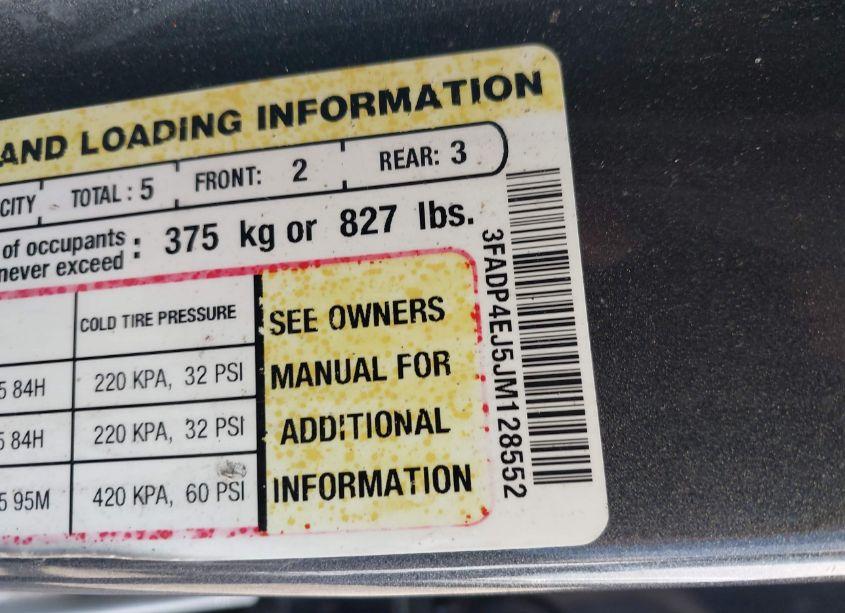 AND LOADING INFORMATION
CITY TOTAL : 5 FRONT: 2 REAR: 3
of occupants
never exceed : 375 kg or 827 lbs.
COLD TIRE PRESSURE
5 84H 220 KPA, 32 PSI
5 84H 220 KPA, 32 PSI
5 95M 420 KPA, 60 PSI
SEE OWNERS
MANUAL FOR
ADDITIONAL
INFORMATION
3FADP4EJ5JM128552